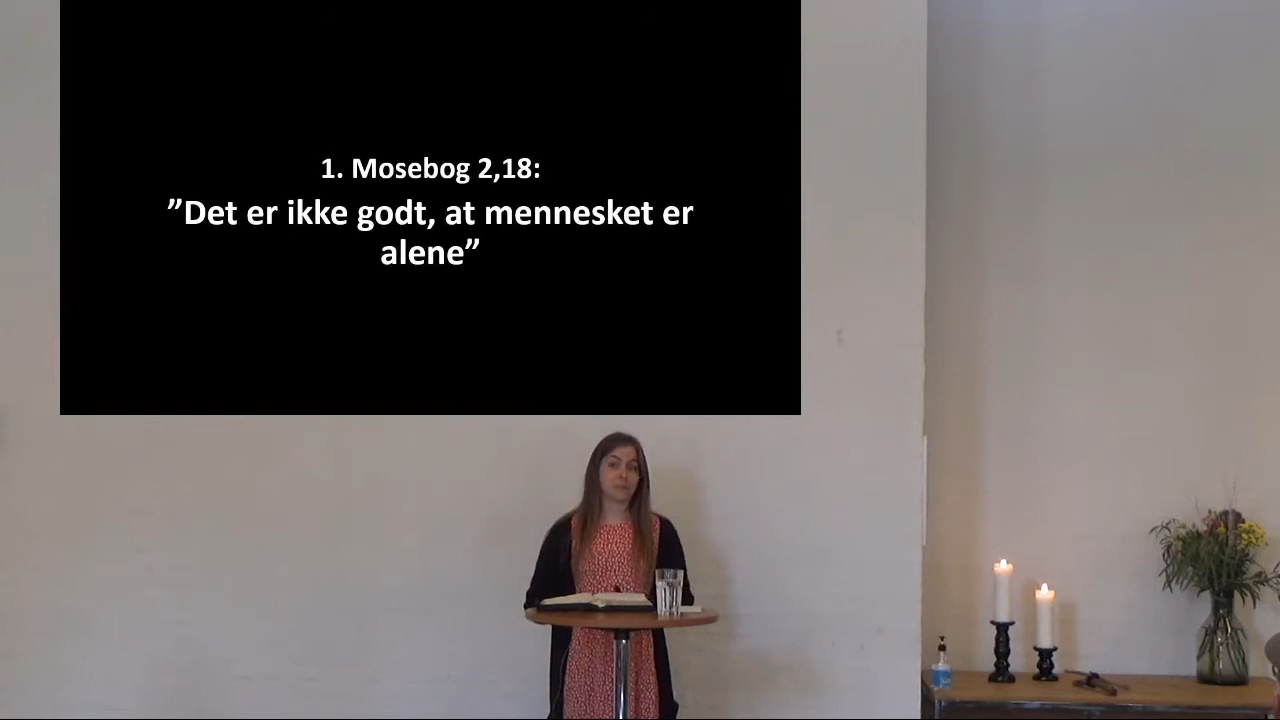 1. Mosebog 2,18:
”Det er ikke godt, at mennesket er
alene”